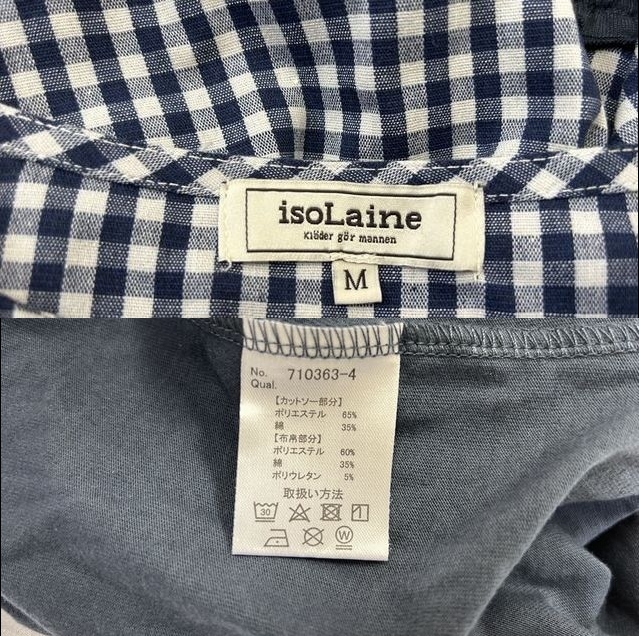 isoLaine
Kläder gör mannen
M
No. 710363-4
Qual.
【カットソー部分】
ポリエステル 65%
綿 35%
【布帛部分】
ポリエステル 60%
綿 35%
ポリウレタン 5%
取扱い方法
30
W